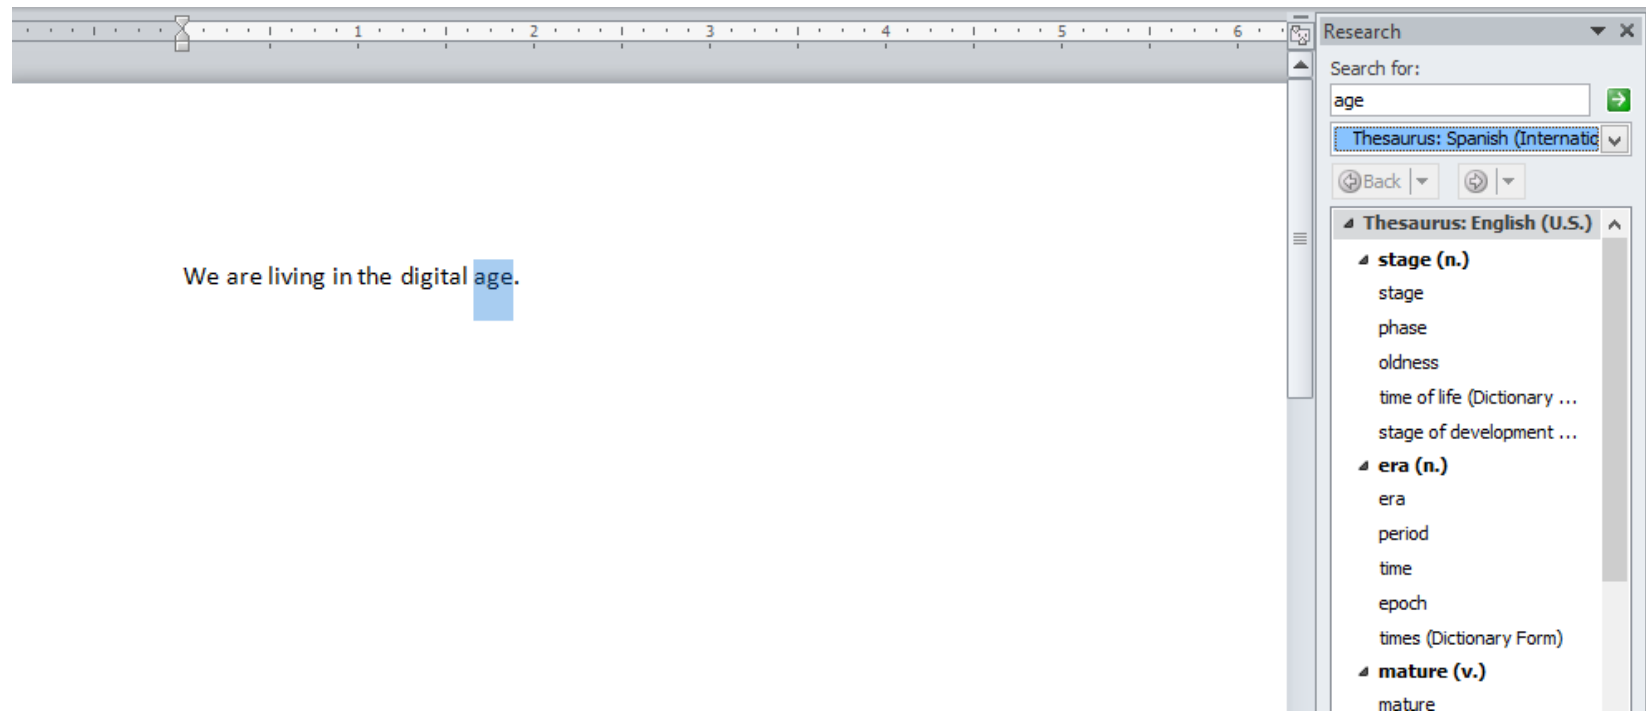 1 2 3 4 5 6
We are living in the digital age.
Research
Search for:
age
Thesaurus: Spanish (Internatio
Back
Thesaurus: English (U.S.)
stage (n.)
stage
phase
oldness
time of life (Dictionary ...
stage of development ...
era (n.)
era
period
time
epoch
times (Dictionary Form)
mature (v.)
mature